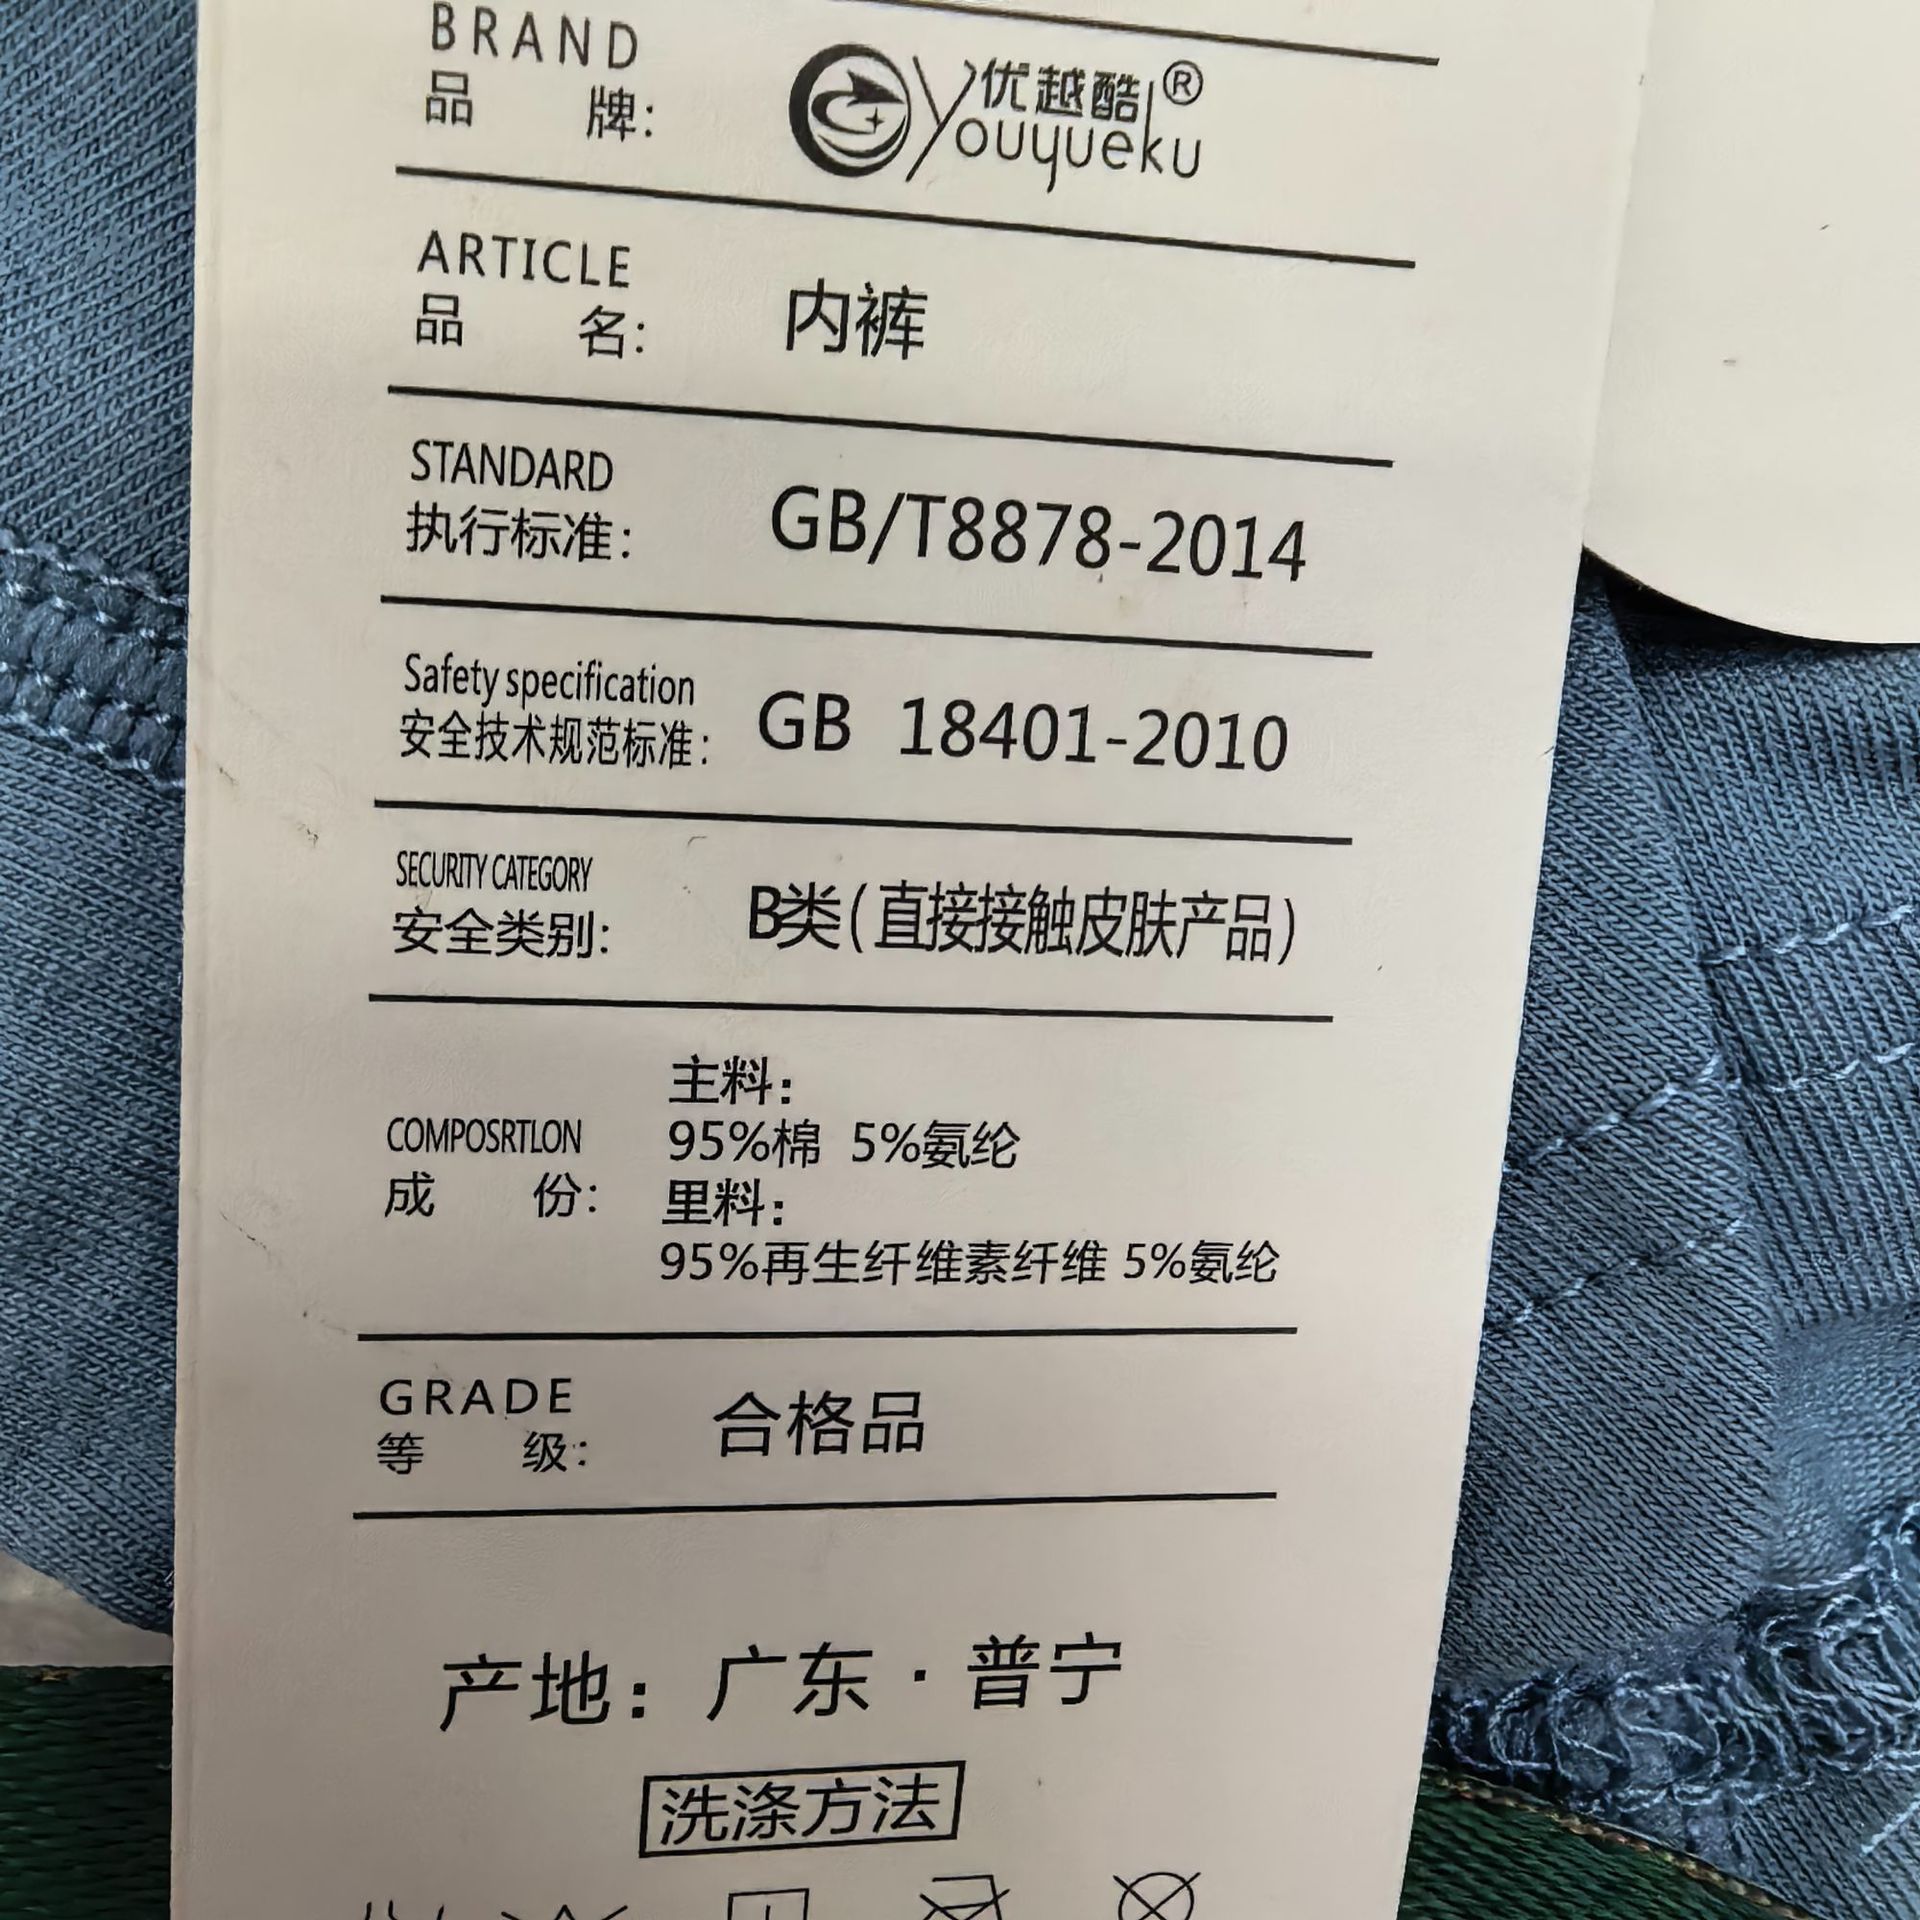 BRAND
品 牌: 优越酷®
youyueku
ARTICLE
品 名: 内裤
STANDARD
执行标准: GB/T8878-2014
Safety specification
安全技术规范标准: GB 18401-2010
SECURITY CATEGORY
安全类别: B类(直接接触皮肤产品)
主料:
COMPOSRTLON 95%棉 5%氨纶
成 份: 里料:
95%再生纤维素纤维 5%氨纶
GRADE
等 级: 合格品
产地: 广东·普宁
洗涤方法